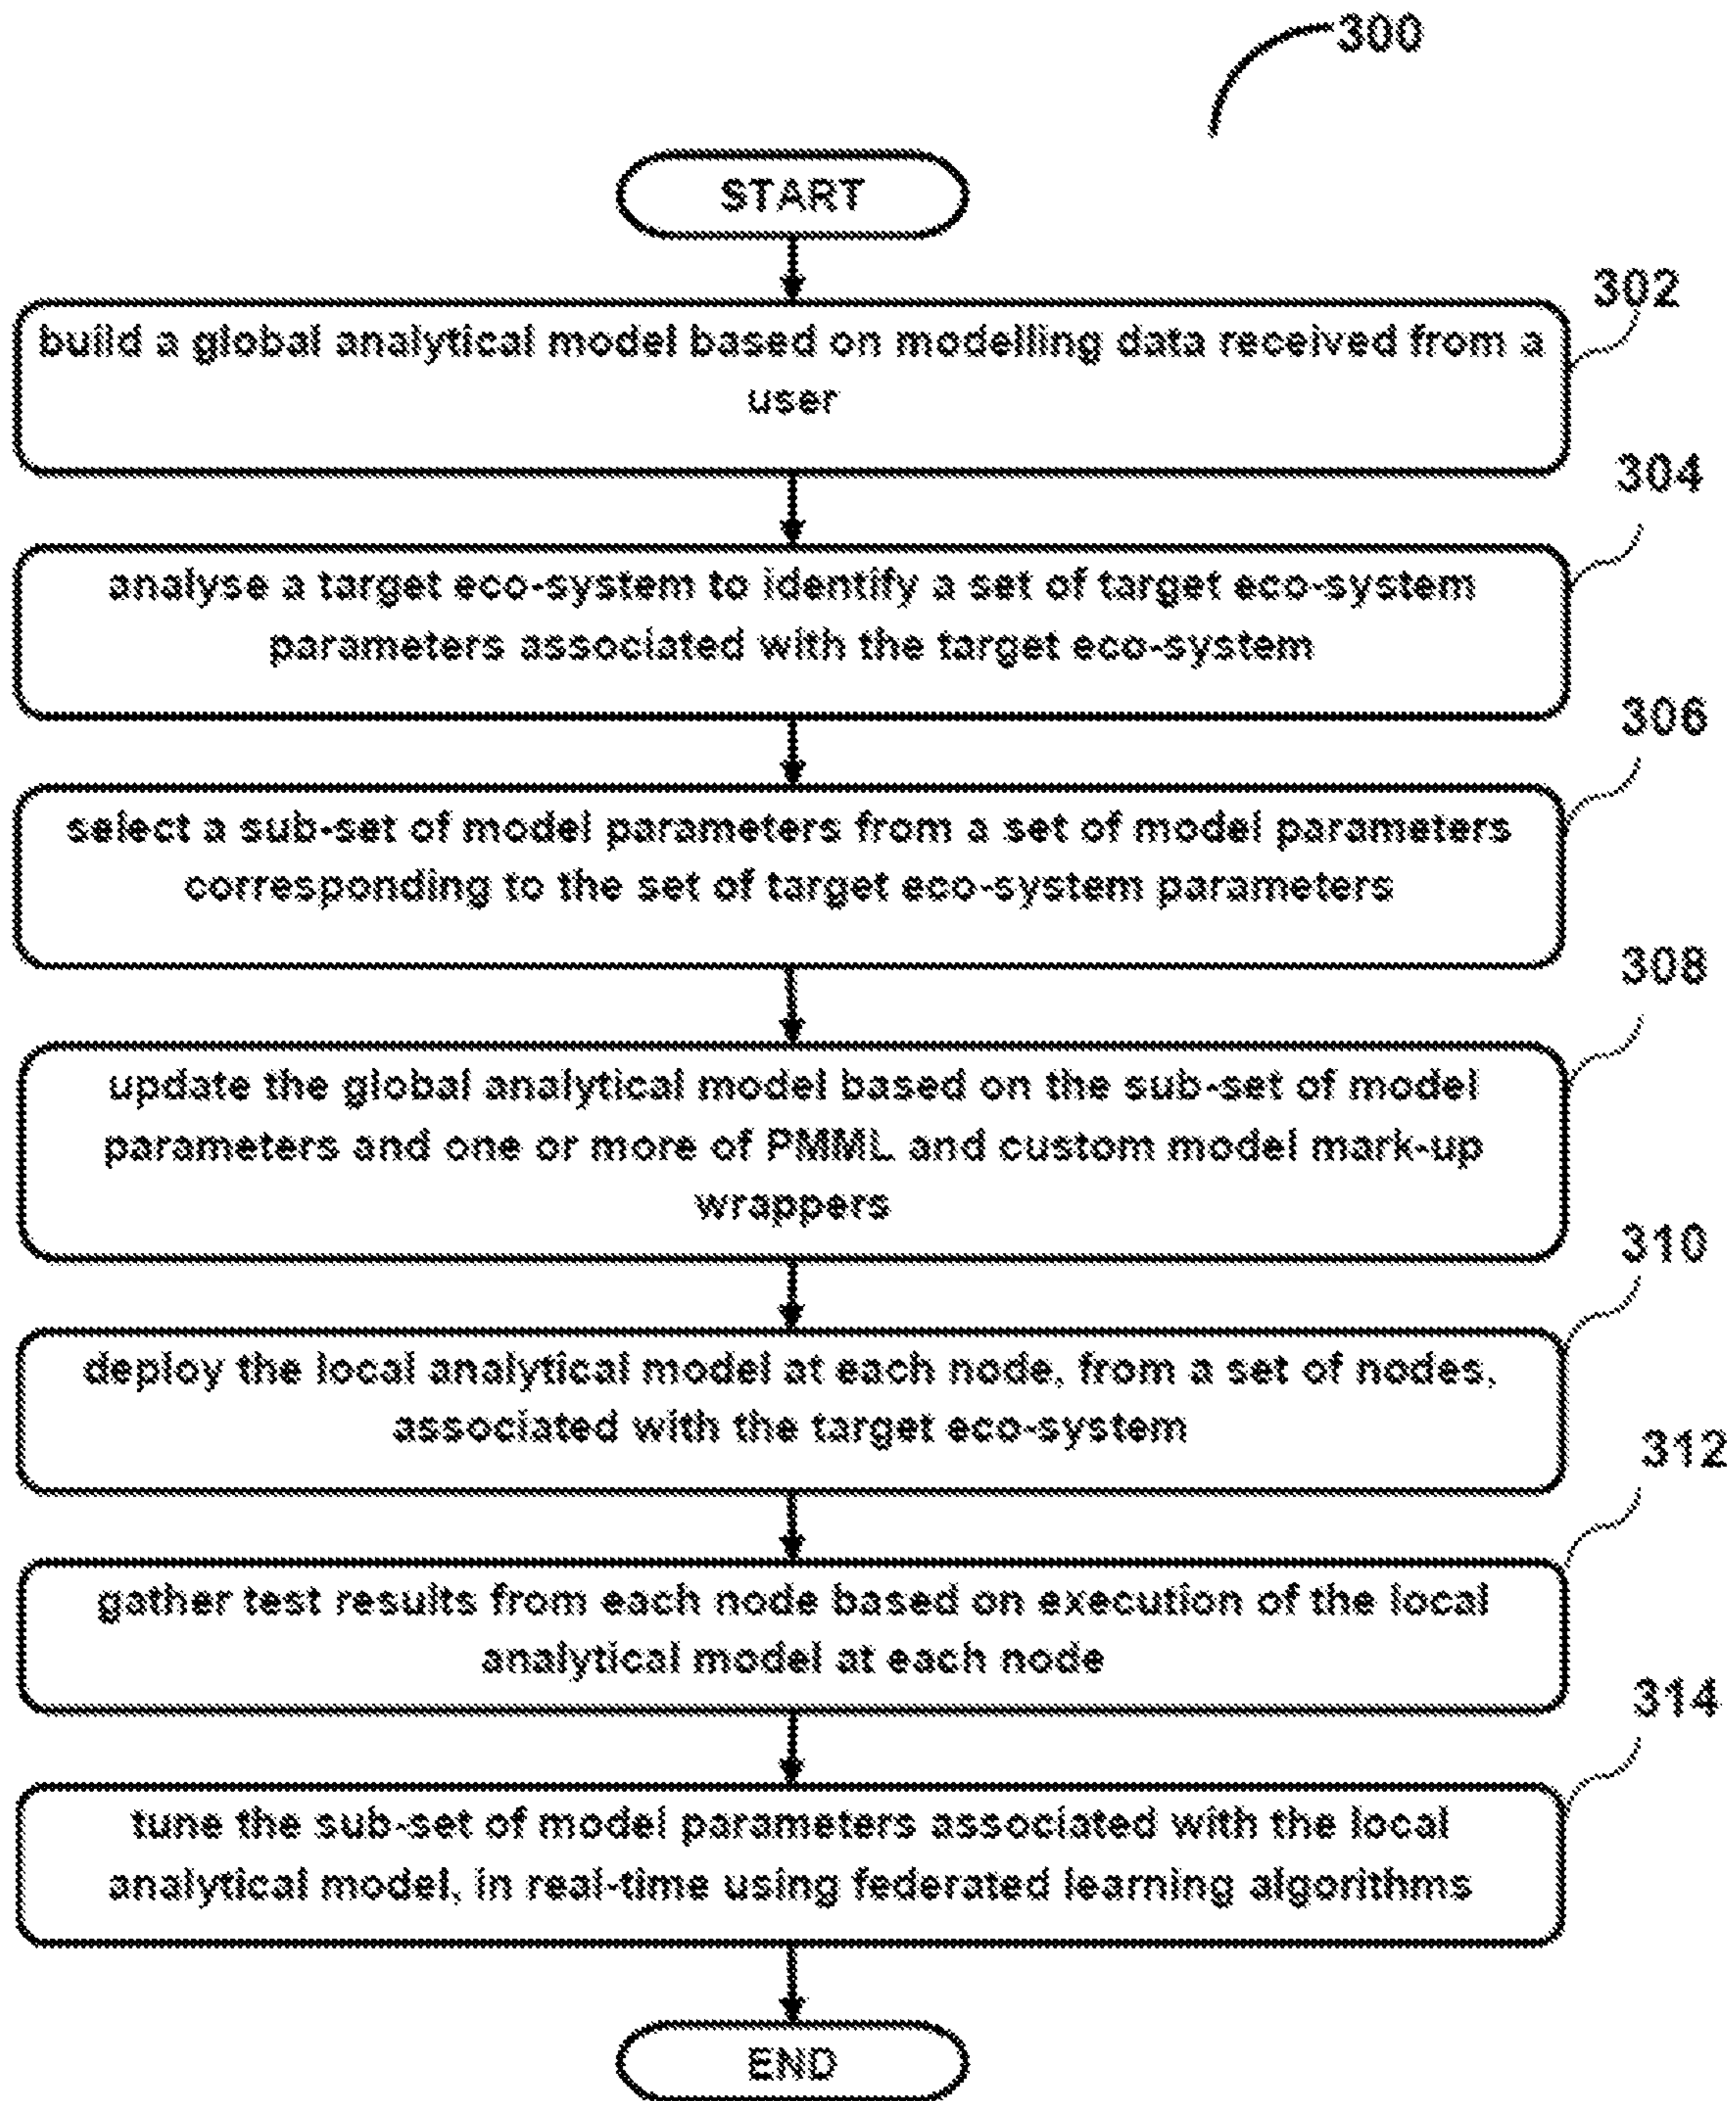 300
START
302
build a global analytical model based on modelling data received from a
user
304
analyse a target eco-system to identify a set of target eco-system
parameters associated with the target eco-system
306
select a sub-set of model parameters from a set of model parameters
corresponding to the set of target eco-system parameters
308
update the global analytical model based on the sub-set of model
parameters and one or more of PMML and custom model mark-up
wrappers
310
deploy the local analytical model at each node, from a set of nodes,
associated with the target eco-system
312
gather test results from each node based on execution of the local
analytical model at each node
314
tune the sub-set of model parameters associated with the local
analytical model, in real-time using federated learning algorithms
END